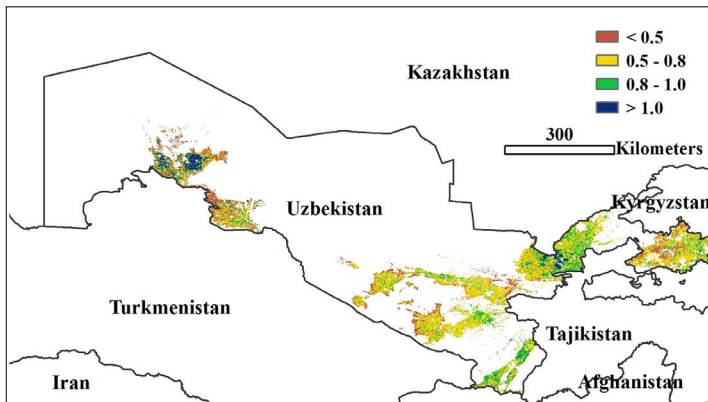 < 0.5
0.5 - 0.8
0.8 - 1.0
> 1.0
Kazakhstan
300
Kilometers
Kyrgyzstan
Uzbekistan
Turkmenistan
Tajikistan
Iran
Afghanistan